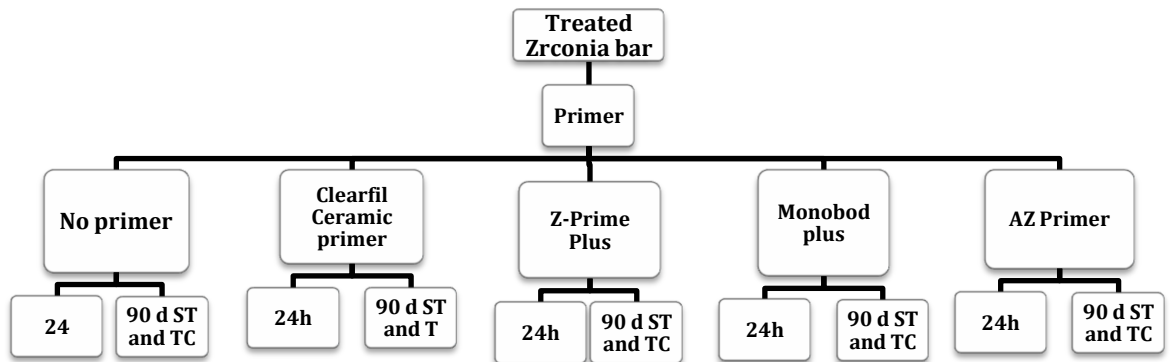 Treated
Zrconia bar
Primer
No primer
Clearfil
Ceramic
primer
Z-Prime
Plus
Monobod
plus
AZ Primer
24
90 d ST
and TC
24h
90 d ST
and T
24h
90 d ST
and TC
24h
90 d ST
and TC
24h
90 d ST
and TC